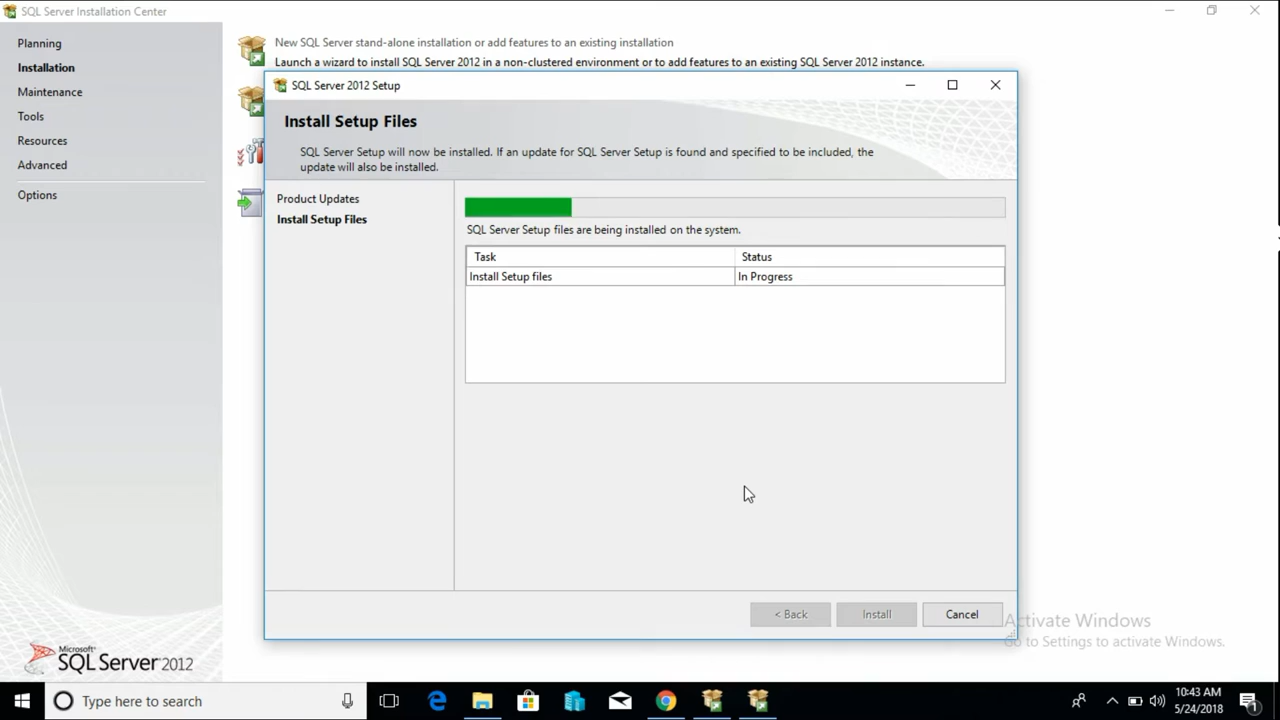 SQL Server Installation Center
Planning
Installation
Maintenance
Tools
Resources
Advanced
Options
New SQL Server stand-alone installation or add features to an existing installation
Launch a wizard to install SQL Server 2012 in a non-clustered environment or to add features to an existing SQL Server 2012 instance.
SQL Server 2012 Setup
Install Setup Files
SQL Server Setup will now be installed. If an update for SQL Server Setup is found and specified to be included, the
update will also be installed.
Product Updates
Install Setup Files
SQL Server Setup files are being installed on the system.
Task Status
Install Setup files In Progress
< Back Install Cancel
Activate Windows
Go to Settings to activate Windows.
Microsoft
SQL Server 2012
Type here to search
10:43 AM
5/24/2018
1